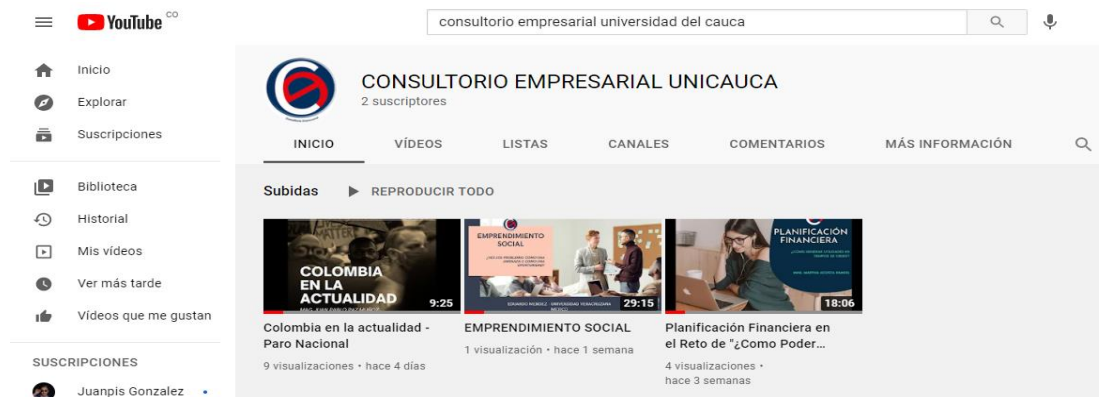 YouTube CO
consultorio empresarial universidad del cauca
Inicio
Explorar
Suscripciones
Biblioteca
Historial
Mis vídeos
Ver más tarde
Vídeos que me gustan
SUSCRIPCIONES
Juanpis Gonzalez
CONSULTORIO EMPRESARIAL UNICAUCA
2 suscriptores
INICIO VÍDEOS LISTAS CANALES COMENTARIOS MÁS INFORMACIÓN
Subidas REPRODUCIR TODO
COLOMBIA
EN LA
ACTUALIDAD
9:25
Colombia en la actualidad -
Paro Nacional
9 visualizaciones • hace 4 días
EMPRENDIMIENTO
SOCIAL
29:15
EMPRENDIMIENTO SOCIAL
1 visualización • hace 1 semana
PLANIFICACIÓN
FINANCIERA
18:06
Planificación Financiera en
el Reto de "¿Como Poder...
4 visualizaciones •
hace 3 semanas